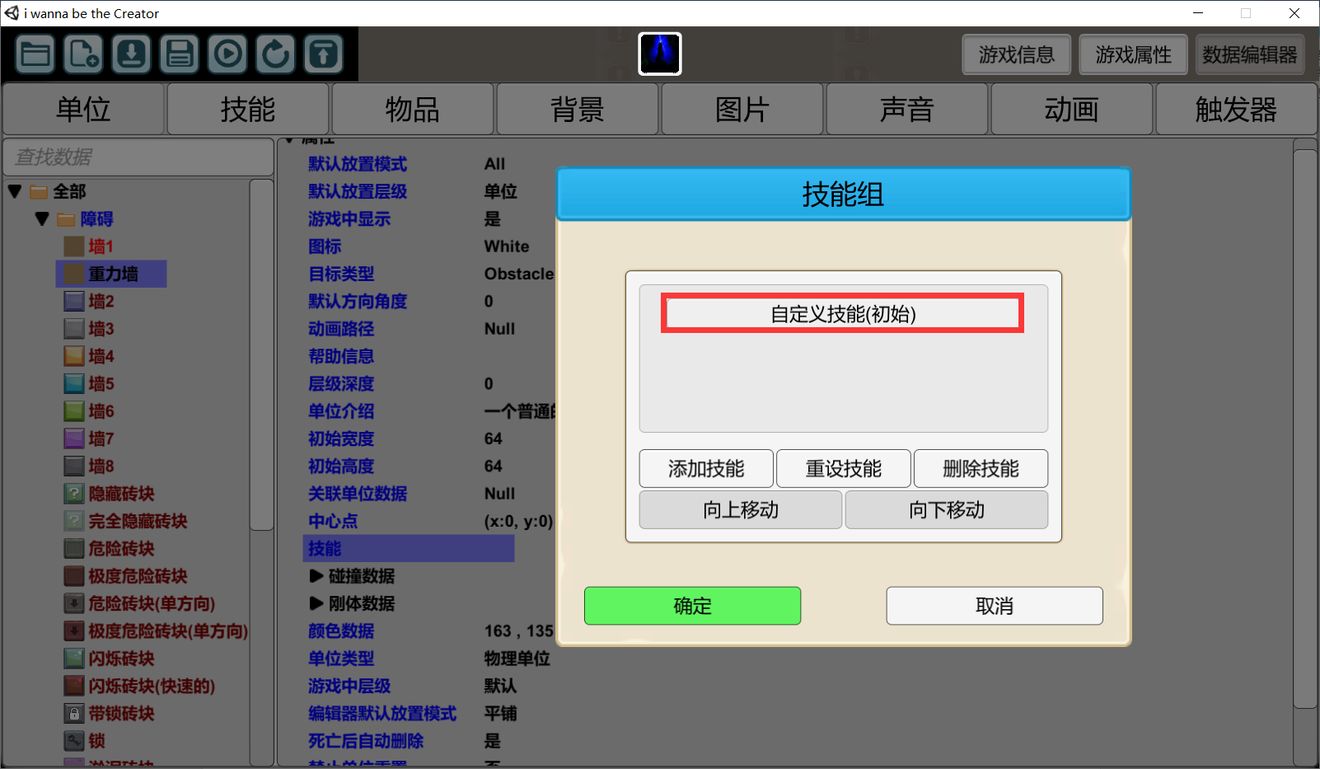 i wanna be the Creator
游戏信息 游戏属性 数据编辑器
单位 技能 物品 背景 图片 声音 动画 触发器
查找数据
全部
障碍
墙1
重力墙
墙2
墙3
墙4
墙5
墙6
墙7
墙8
隐藏砖块
完全隐藏砖块
危险砖块
极度危险砖块
危险砖块(单方向)
极度危险砖块(单方向)
闪烁砖块
闪烁砖块(快速的)
带锁砖块
锁
属性
默认放置模式 All
默认放置层级 单位
游戏中显示 是
图标 White
目标类型 Obstacle
默认方向角度 0
动画路径 Null
帮助信息
层级深度 0
单位介绍 一个普通的
初始宽度 64
初始高度 64
关联单位数据 Null
中心点 (x:0, y:0)
技能
碰撞数据
刚体数据
颜色数据 163 , 135
单位类型 物理单位
游戏中层级 默认
编辑器默认放置模式 平铺
死亡后自动删除 是
禁止单位重置 否
技能组
自定义技能(初始)
添加技能 重设技能 删除技能
向上移动 向下移动
确定 取消